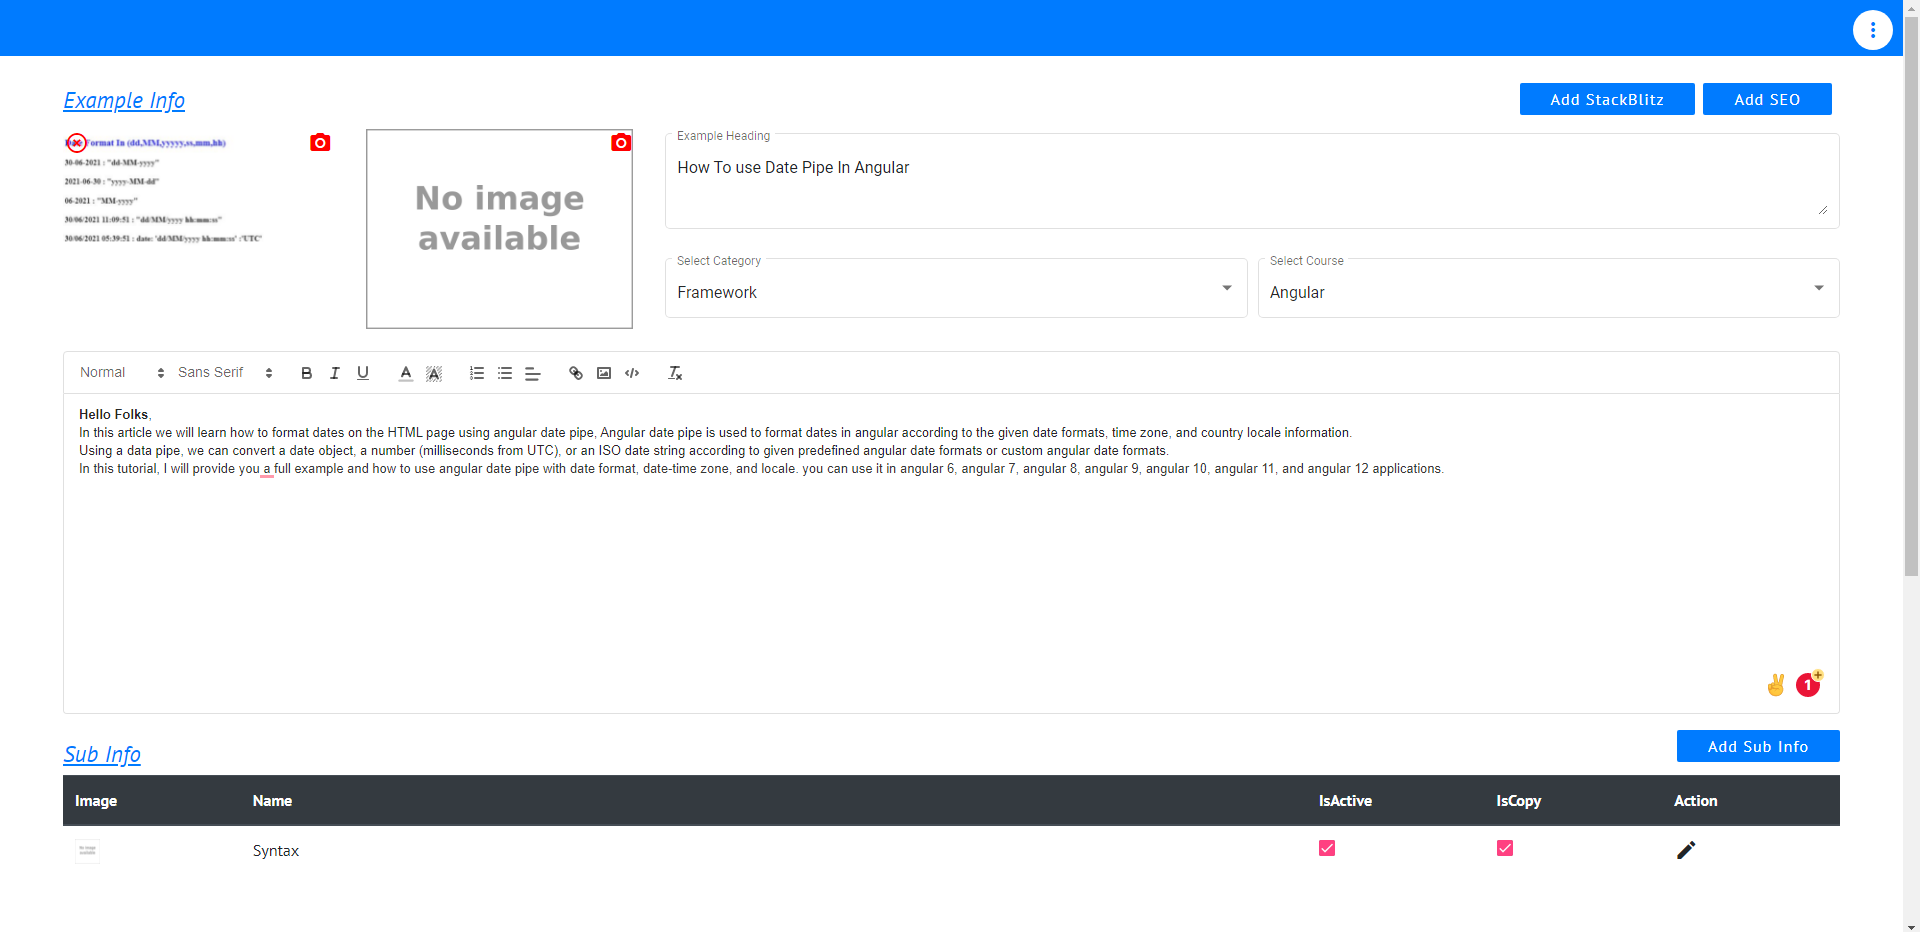 Example Info
Add StackBlitz
Add SEO
Format In (dd,MM,yyyyy,ss,mm,hh)
30-06-2021 : "dd-MM-yyyy"
2021-06-30 : "yyyy-MM-dd"
06-2021 : "MM-yyyy"
30/06/2021 11:09:51 : "dd/MM/yyyy hh:mm:ss"
30/06/2021 05:39:51 : date: 'dd/MM/yyyy hh:mm:ss' :'UTC'
No image
available
Example Heading
How To use Date Pipe In Angular
Select Category
Framework
Select Course
Angular
Normal
Sans Serif
Hello Folks,
In this article we will learn how to format dates on the HTML page using angular date pipe, Angular date pipe is used to format dates in angular according to the given date formats, time zone, and country locale information.
Using a data pipe, we can convert a date object, a number (milliseconds from UTC), or an ISO date string according to given predefined angular date formats or custom angular date formats.
In this tutorial, I will provide you a full example and how to use angular date pipe with date format, date-time zone, and locale. you can use it in angular 6, angular 7, angular 8, angular 9, angular 10, angular 11, and angular 12 applications.
1
Sub Info
Add Sub Info
Image Name IsActive IsCopy Action
No image
available
Syntax